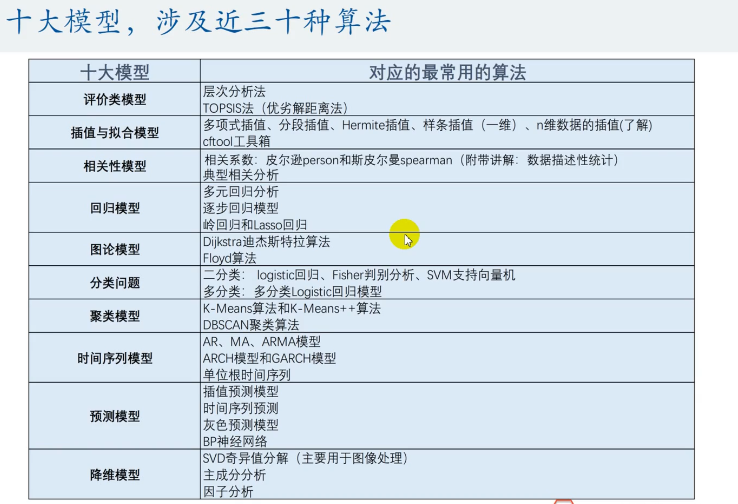 十大模型，涉及近三十种算法
十大模型 对应的最常用的算法
评价类模型
层次分析法
TOPSIS法（优劣解距离法）
插值与拟合模型
多项式插值、分段插值、Hermite插值、样条插值（一维）、n维数据的插值(了解)
cftool工具箱
相关性模型
相关系数：皮尔逊person和斯皮尔曼spearman（附带讲解：数据描述性统计）
典型相关分析
回归模型
多元回归分析
逐步回归模型
岭回归和Lasso回归
图论模型
Dijkstra迪杰斯特拉算法
Floyd算法
分类问题
二分类： logistic回归、Fisher判别分析、SVM支持向量机
多分类：多分类Logistic回归模型
聚类模型
K-Means算法和K-Means++算法
DBSCAN聚类算法
时间序列模型
AR、MA、ARMA模型
ARCH模型和GARCH模型
单位根时间序列
预测模型
插值预测模型
时间序列预测
灰色预测模型
BP神经网络
降维模型
SVD奇异值分解（主要用于图像处理）
主成分分析
因子分析